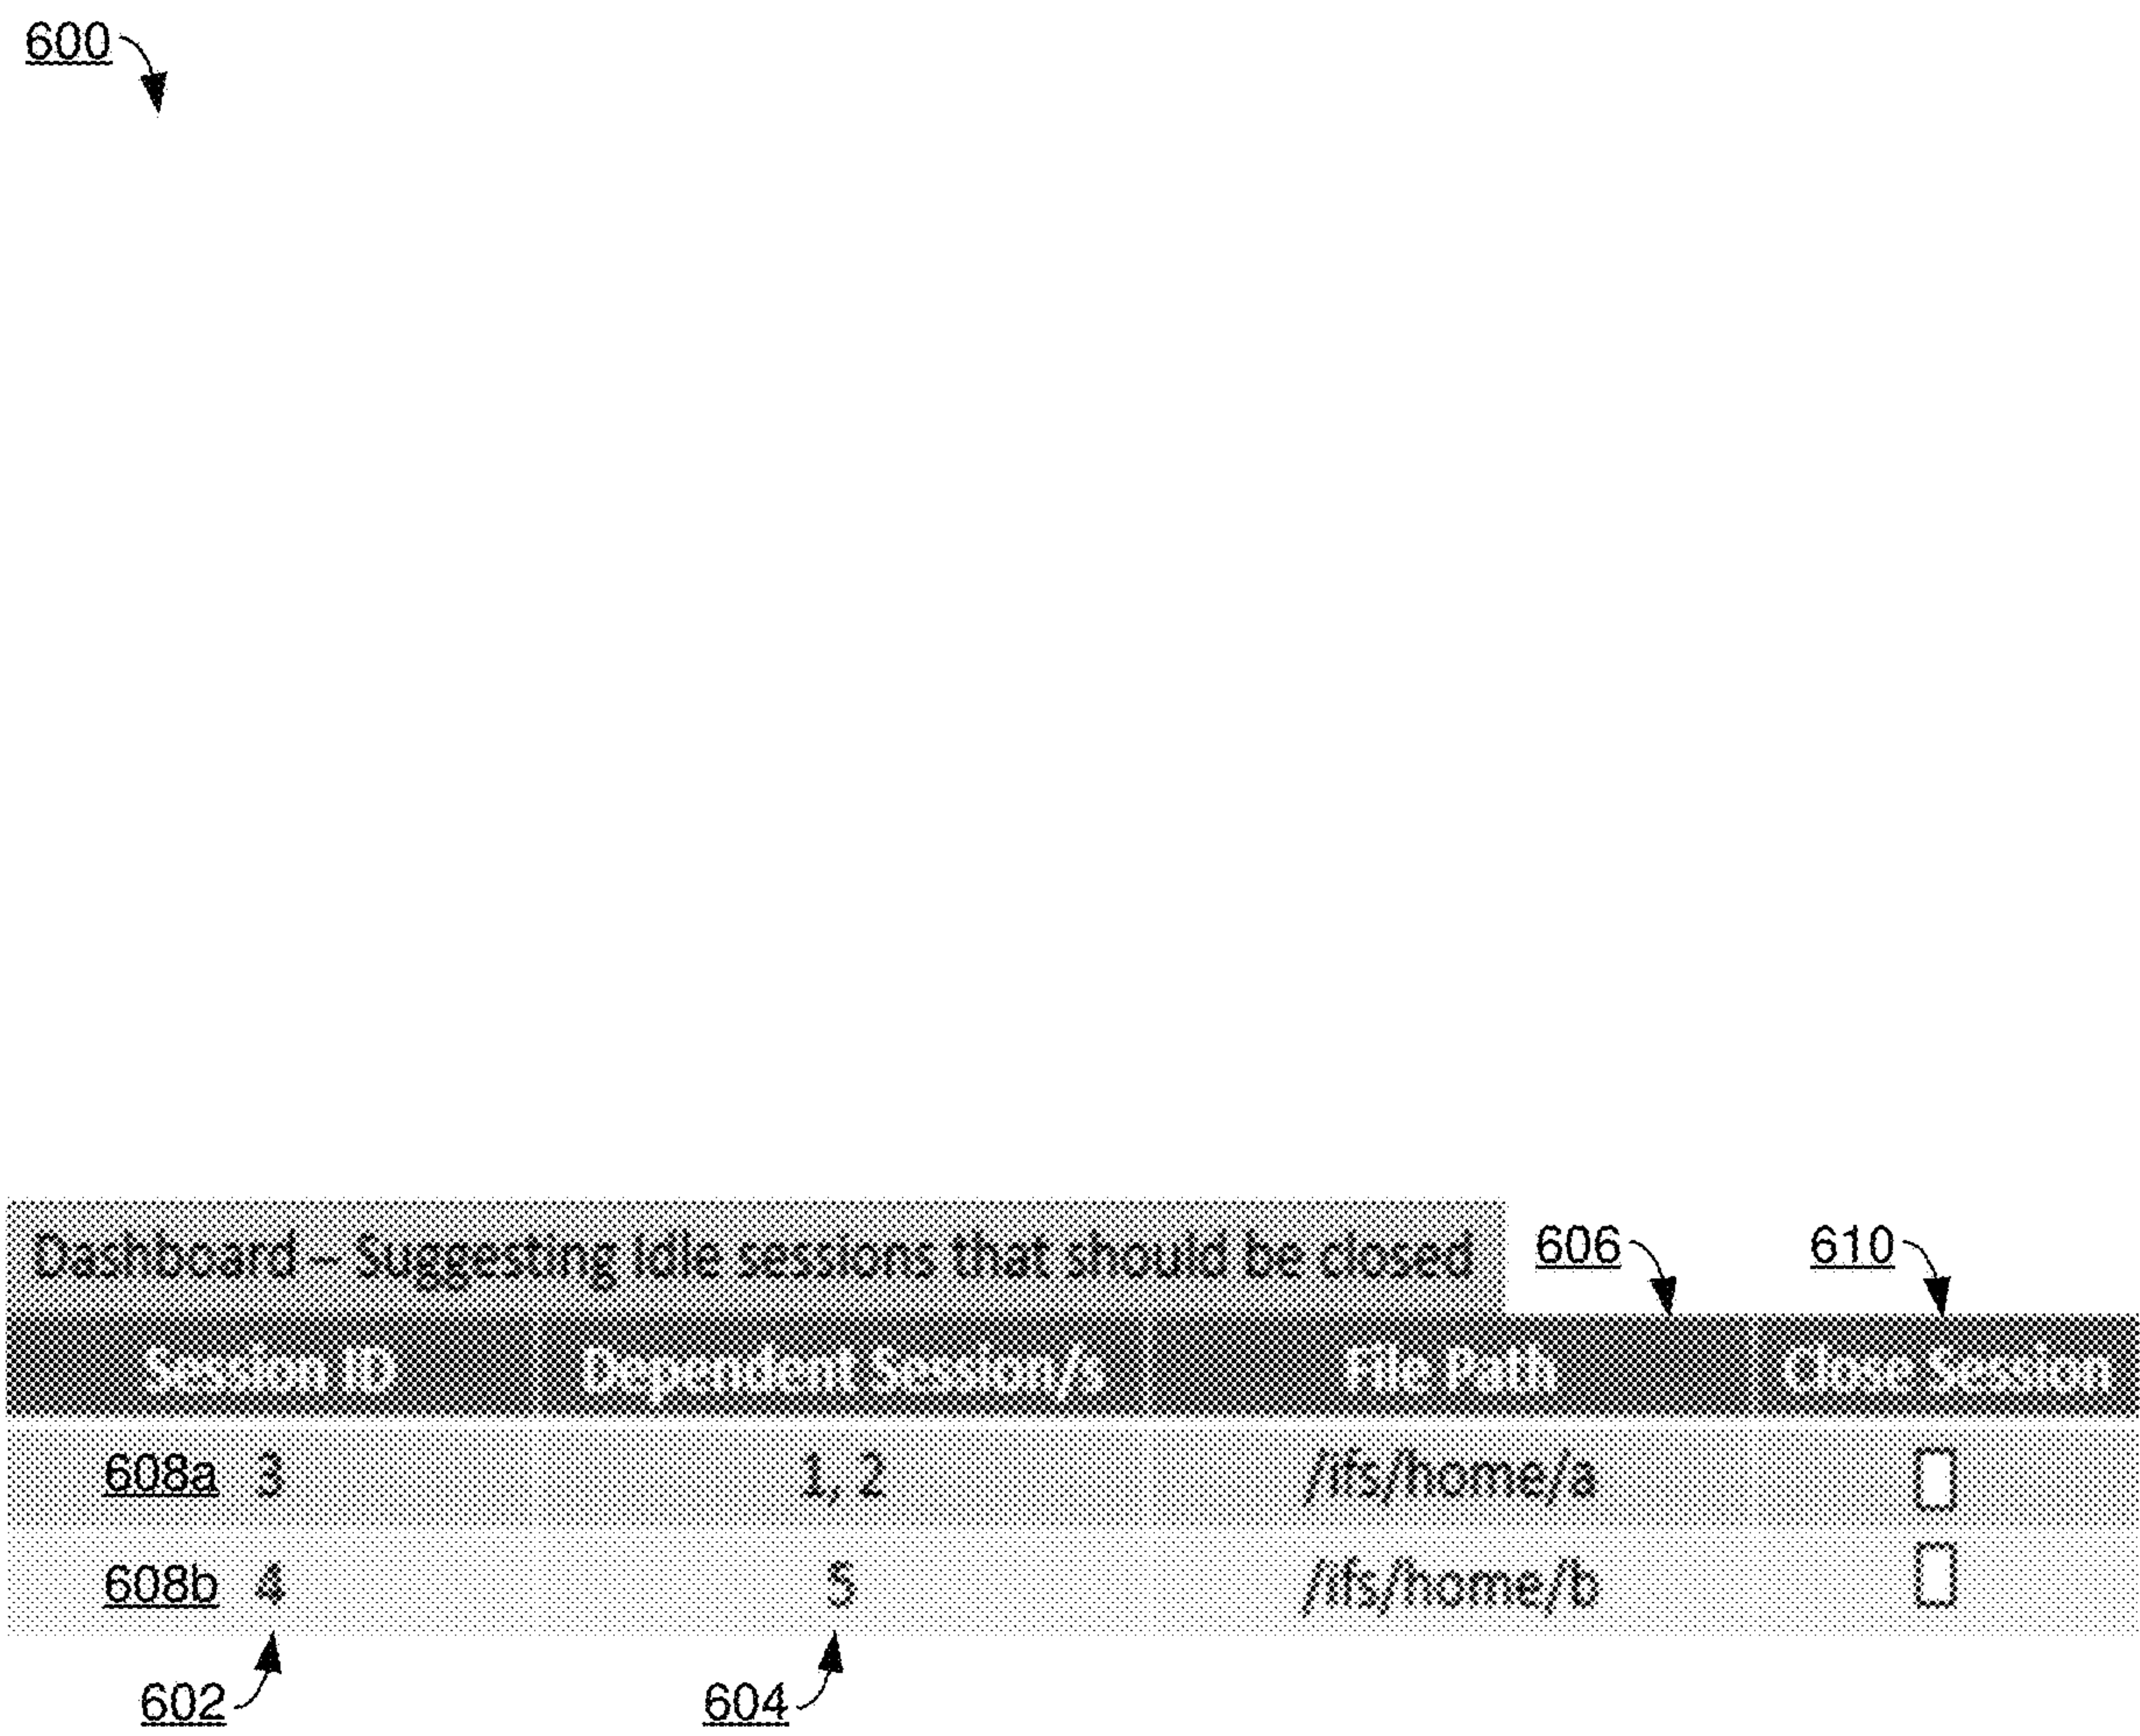 600
Dashboard – Suggesting Idle sessions that should be closed
606 610
Session ID Dependent Session/s File Path Close Session
608a 3 1, 2 /ifs/home/a
608b 4 5 /ifs/home/b
602 604